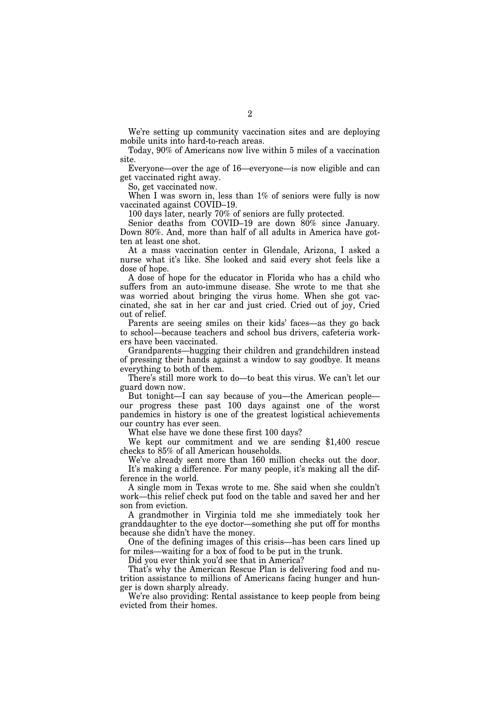 2
We're setting up community vaccination sites and are deploying
mobile units into hard-to-reach areas.
Today, 90% of Americans now live within 5 miles of a vaccination
site.
Everyone—over the age of 16—everyone—is now eligible and can
get vaccinated right away.
So, get vaccinated now.
When I was sworn in, less than 1% of seniors were fully is now
vaccinated against COVID–19.
100 days later, nearly 70% of seniors are fully protected.
Senior deaths from COVID–19 are down 80% since January.
Down 80%. And, more than half of all adults in America have got-
ten at least one shot.
At a mass vaccination center in Glendale, Arizona, I asked a
nurse what it's like. She looked and said every shot feels like a
dose of hope.
A dose of hope for the educator in Florida who has a child who
suffers from an auto-immune disease. She wrote to me that she
was worried about bringing the virus home. When she got vac-
cinated, she sat in her car and just cried. Cried out of joy, Cried
out of relief.
Parents are seeing smiles on their kids' faces—as they go back
to school—because teachers and school bus drivers, cafeteria work-
ers have been vaccinated.
Grandparents—hugging their children and grandchildren instead
of pressing their hands against a window to say goodbye. It means
everything to both of them.
There's still more work to do—to beat this virus. We can't let our
guard down now.
But tonight—I can say because of you—the American people—
our progress these past 100 days against one of the worst
pandemics in history is one of the greatest logistical achievements
our country has ever seen.
What else have we done these first 100 days?
We kept our commitment and we are sending $1,400 rescue
checks to 85% of all American households.
We've already sent more than 160 million checks out the door.
It's making a difference. For many people, it's making all the dif-
ference in the world.
A single mom in Texas wrote to me. She said when she couldn't
work—this relief check put food on the table and saved her and her
son from eviction.
A grandmother in Virginia told me she immediately took her
granddaughter to the eye doctor—something she put off for months
because she didn't have the money.
One of the defining images of this crisis—has been cars lined up
for miles—waiting for a box of food to be put in the trunk.
Did you ever think you'd see that in America?
That's why the American Rescue Plan is delivering food and nu-
trition assistance to millions of Americans facing hunger and hun-
ger is down sharply already.
We're also providing: Rental assistance to keep people from being
evicted from their homes.